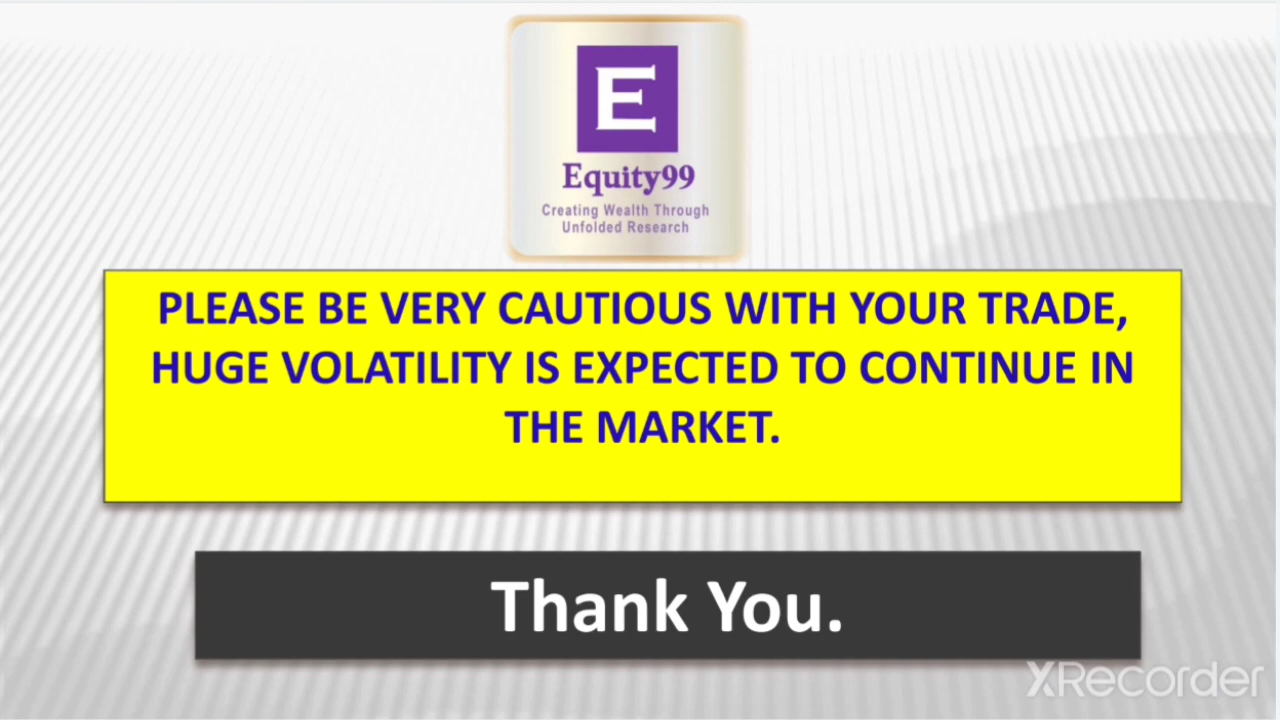 E
Equity99
Creating Wealth Through
Unfolded Research
PLEASE BE VERY CAUTIOUS WITH YOUR TRADE,
HUGE VOLATILITY IS EXPECTED TO CONTINUE IN
THE MARKET.
Thank You.
XRecorder